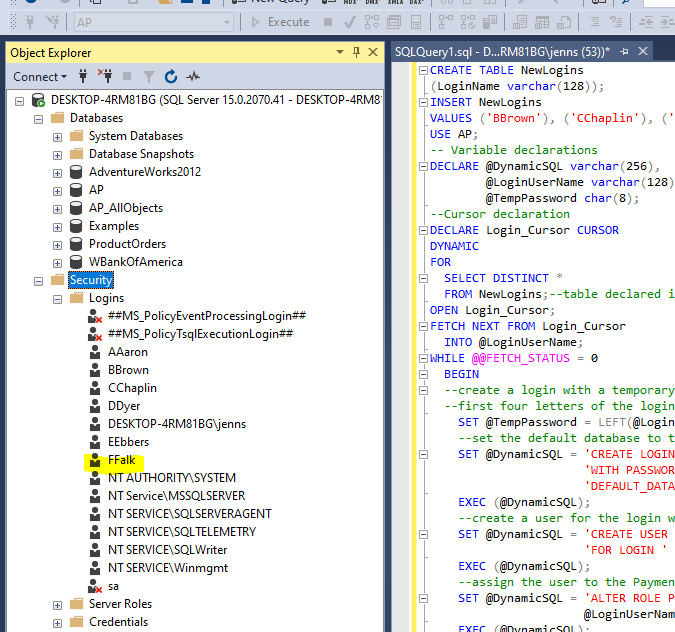 New Query MDX DMX XMLA DAX
AP Execute
Object Explorer
Connect
DESKTOP-4RM81BG (SQL Server 15.0.2070.41 - DESKTOP-4RM81
Databases
System Databases
Database Snapshots
AdventureWorks2012
AP
AP_AllObjects
Examples
ProductOrders
WBankOfAmerica
Security
Logins
##MS_PolicyEventProcessingLogin##
##MS_PolicyTsqlExecutionLogin##
AAaron
BBrown
CChaplin
DDyer
DESKTOP-4RM81BG\jenns
EEbbers
FFalk
NT AUTHORITY\SYSTEM
NT Service\MSSQLSERVER
NT SERVICE\SQLSERVERAGENT
NT SERVICE\SQLTELEMETRY
NT SERVICE\SQLWriter
NT SERVICE\Winmgmt
sa
Server Roles
Credentials
SQLQuery1.sql - D...RM81BG\jenns (53))*
CREATE TABLE NewLogins
(LoginName varchar(128));
INSERT NewLogins
VALUES ('BBrown'), ('CChaplin'), ('
USE AP;
-- Variable declarations
DECLARE @DynamicSQL varchar(256),
@LoginUserName varchar(128)
@TempPassword char(8);
--Cursor declaration
DECLARE Login_Cursor CURSOR
DYNAMIC
FOR
SELECT DISTINCT *
FROM NewLogins;--table declared i
OPEN Login_Cursor;
FETCH NEXT FROM Login_Cursor
INTO @LoginUserName;
WHILE @@FETCH_STATUS = 0
BEGIN
--create a login with a temporary
--first four letters of the login
SET @TempPassword = LEFT(@Login
--set the default database to t
SET @DynamicSQL = 'CREATE LOGIN
'WITH PASSWOR
'DEFAULT_DATA
EXEC (@DynamicSQL);
--create a user for the login w
SET @DynamicSQL = 'CREATE USER
'FOR LOGIN '
EXEC (@DynamicSQL);
--assign the user to the Paymen
SET @DynamicSQL = 'ALTER ROLE P
@LoginUserNam
EXEC (@DynamicSQL);